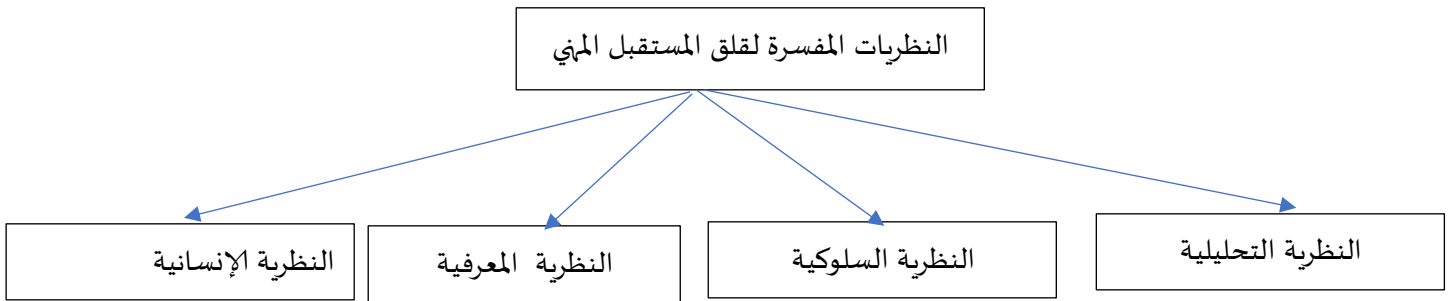 النظريات المفسرة لقلق المستقبل المهني
النظرية التحليلية
النظرية السلوكية
النظرية المعرفية
النظرية الإنسانية